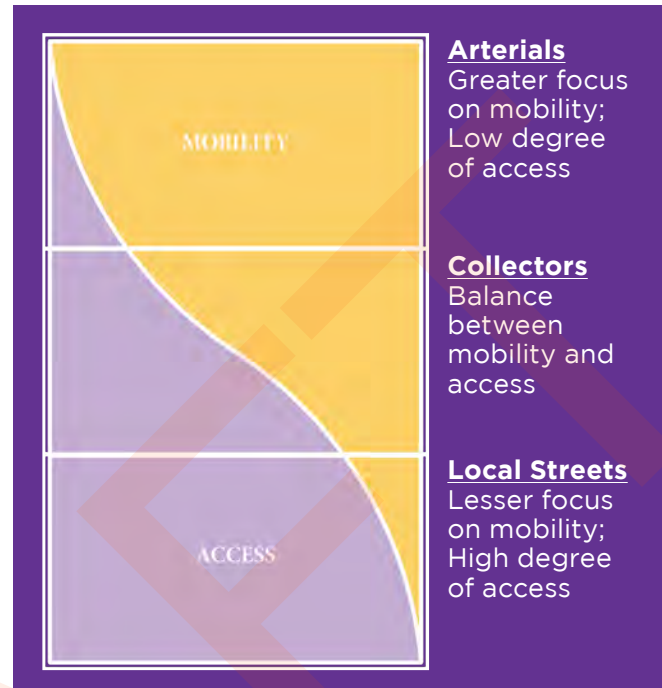 MOBILITY
Arterials
Greater focus
on mobility;
Low degree
of access
Collectors
Balance
between
mobility and
access
ACCESS
Local Streets
Lesser focus
on mobility;
High degree
of access